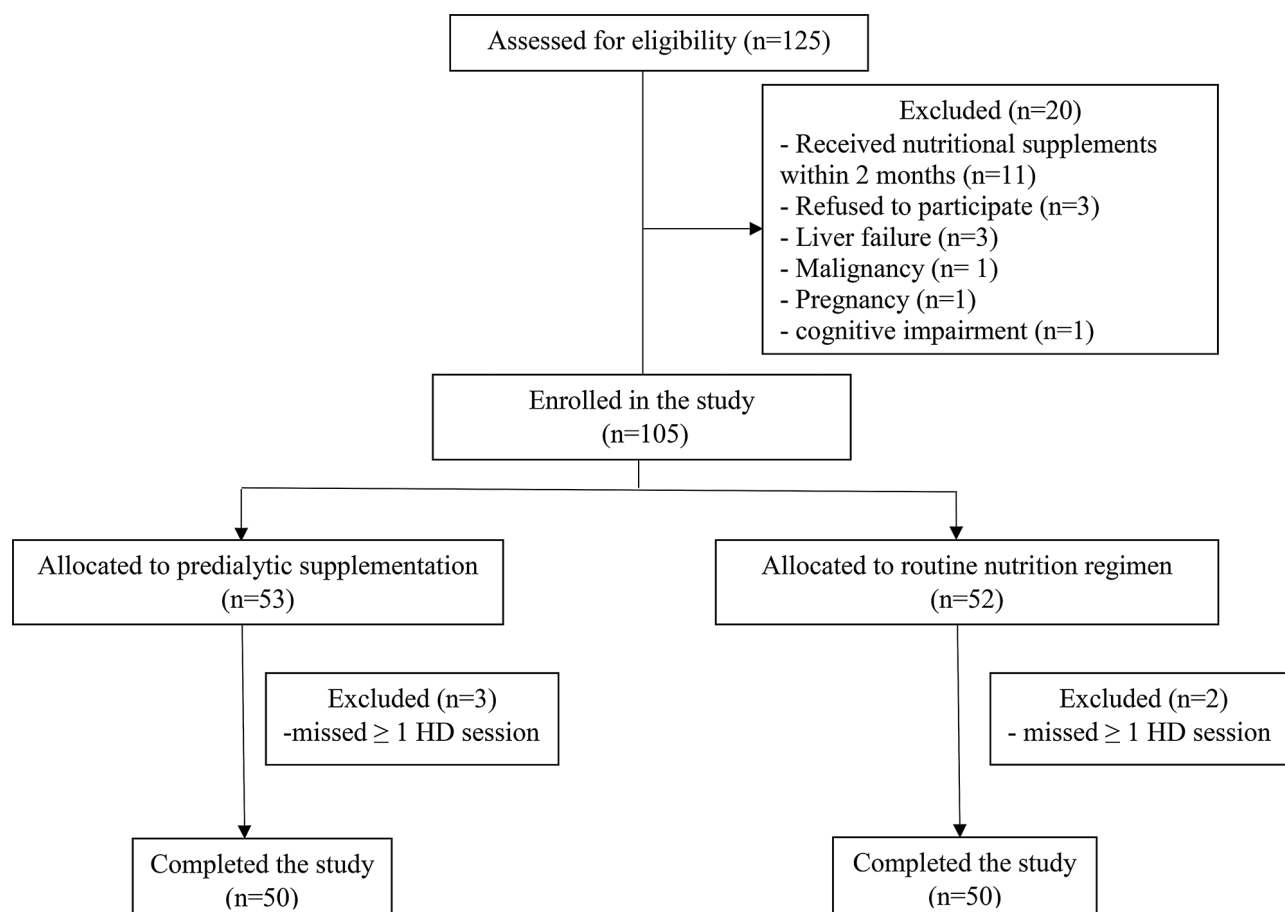 Assessed for eligibility (n=125)
Excluded (n=20)
- Received nutritional supplements
within 2 months (n=11)
- Refused to participate (n=3)
- Liver failure (n=3)
- Malignancy (n= 1)
- Pregnancy (n=1)
- cognitive impairment (n=1)
Enrolled in the study
(n=105)
Allocated to predialytic supplementation
(n=53)
Allocated to routine nutrition regimen
(n=52)
Excluded (n=3)
-missed ≥ 1 HD session
Excluded (n=2)
- missed ≥ 1 HD session
Completed the study
(n=50)
Completed the study
(n=50)